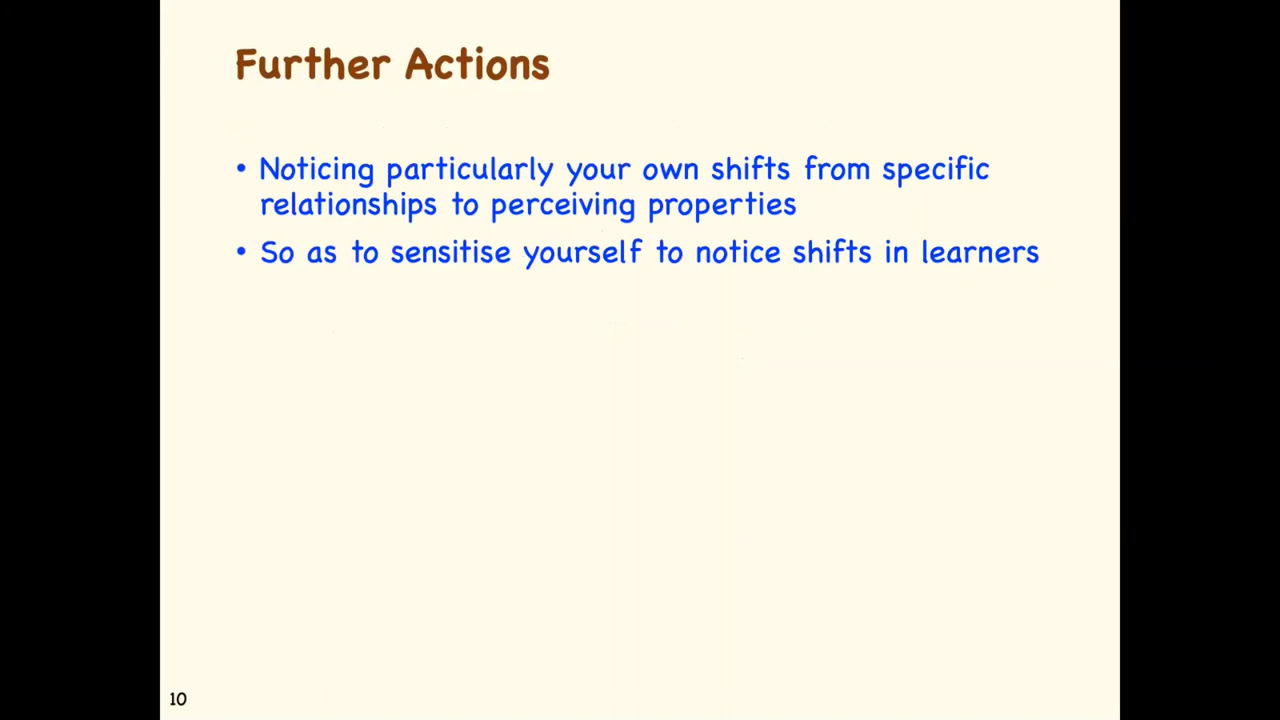 Further Actions
• Noticing particularly your own shifts from specific
relationships to perceiving properties
• So as to sensitise yourself to notice shifts in learners
10